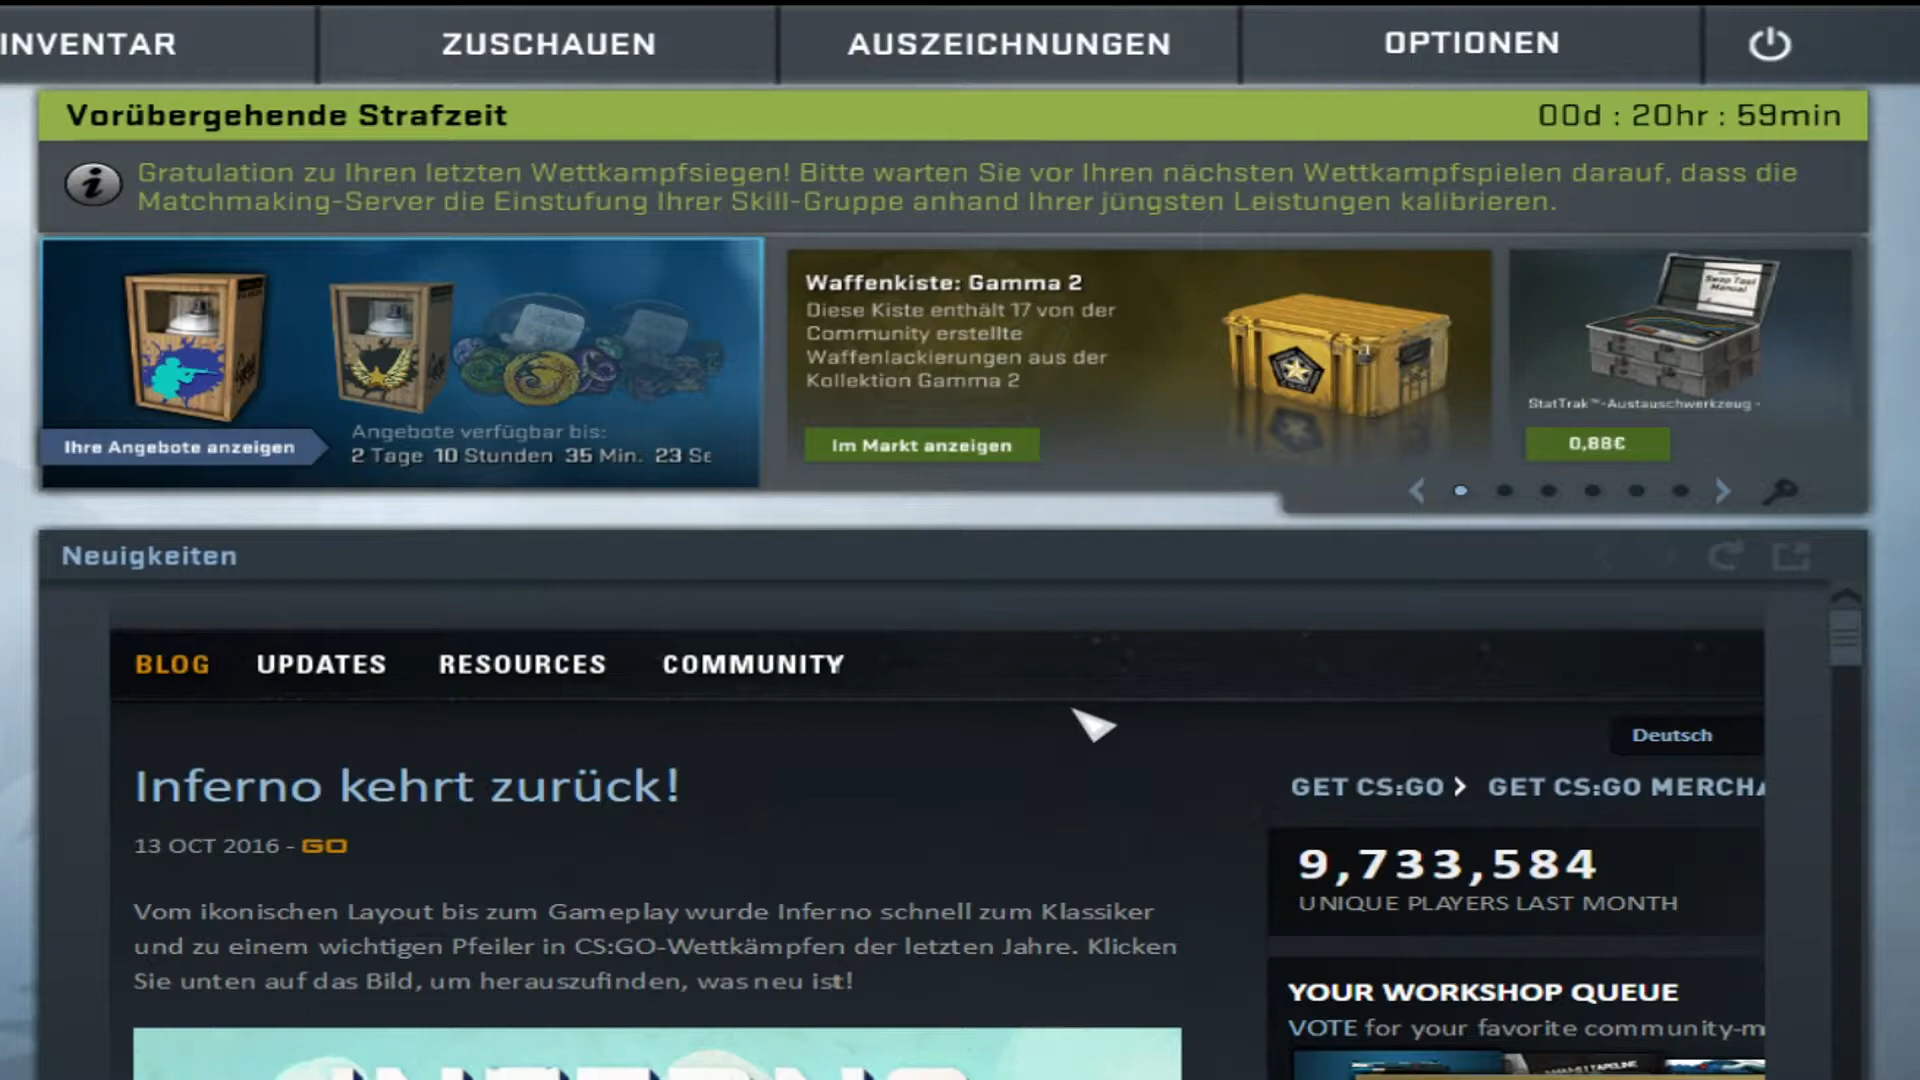 INVENTAR
ZUSCHAUEN
AUSZEICHNUNGEN
OPTIONEN
Vorübergehende Strafzeit
00d : 20hr : 59min
Gratulation zu Ihren letzten Wettkampfsiegen! Bitte warten Sie vor Ihren nächsten Wettkampfspielen darauf, dass die
Matchmaking-Server die Einstufung Ihrer Skill-Gruppe anhand Ihrer jüngsten Leistungen kalibrieren.
Ihre Angebote anzeigen
Angebote verfügbar bis:
2 Tage 10 Stunden 35 Min. 23 Se
Waffenkiste: Gamma 2
Diese Kiste enthält 17 von der
Community erstellte
Waffenlackierungen aus der
Kollektion Gamma 2
Im Markt anzeigen
Swap Tool
Manual
StatTrak™-Austauschwerkzeug -
0,88€
Neuigkeiten
BLOG
UPDATES
RESOURCES
COMMUNITY
Deutsch
Inferno kehrt zurück!
13 OCT 2016 - GO
Vom ikonischen Layout bis zum Gameplay wurde Inferno schnell zum Klassiker
und zu einem wichtigen Pfeiler in CS:GO-Wettkämpfen der letzten Jahre. Klicken
Sie unten auf das Bild, um herauszufinden, was neu ist!
INFERNO
GET CS:GO
GET CS:GO MERCHA
9,733,584
UNIQUE PLAYERS LAST MONTH
YOUR WORKSHOP QUEUE
VOTE for your favorite community-m